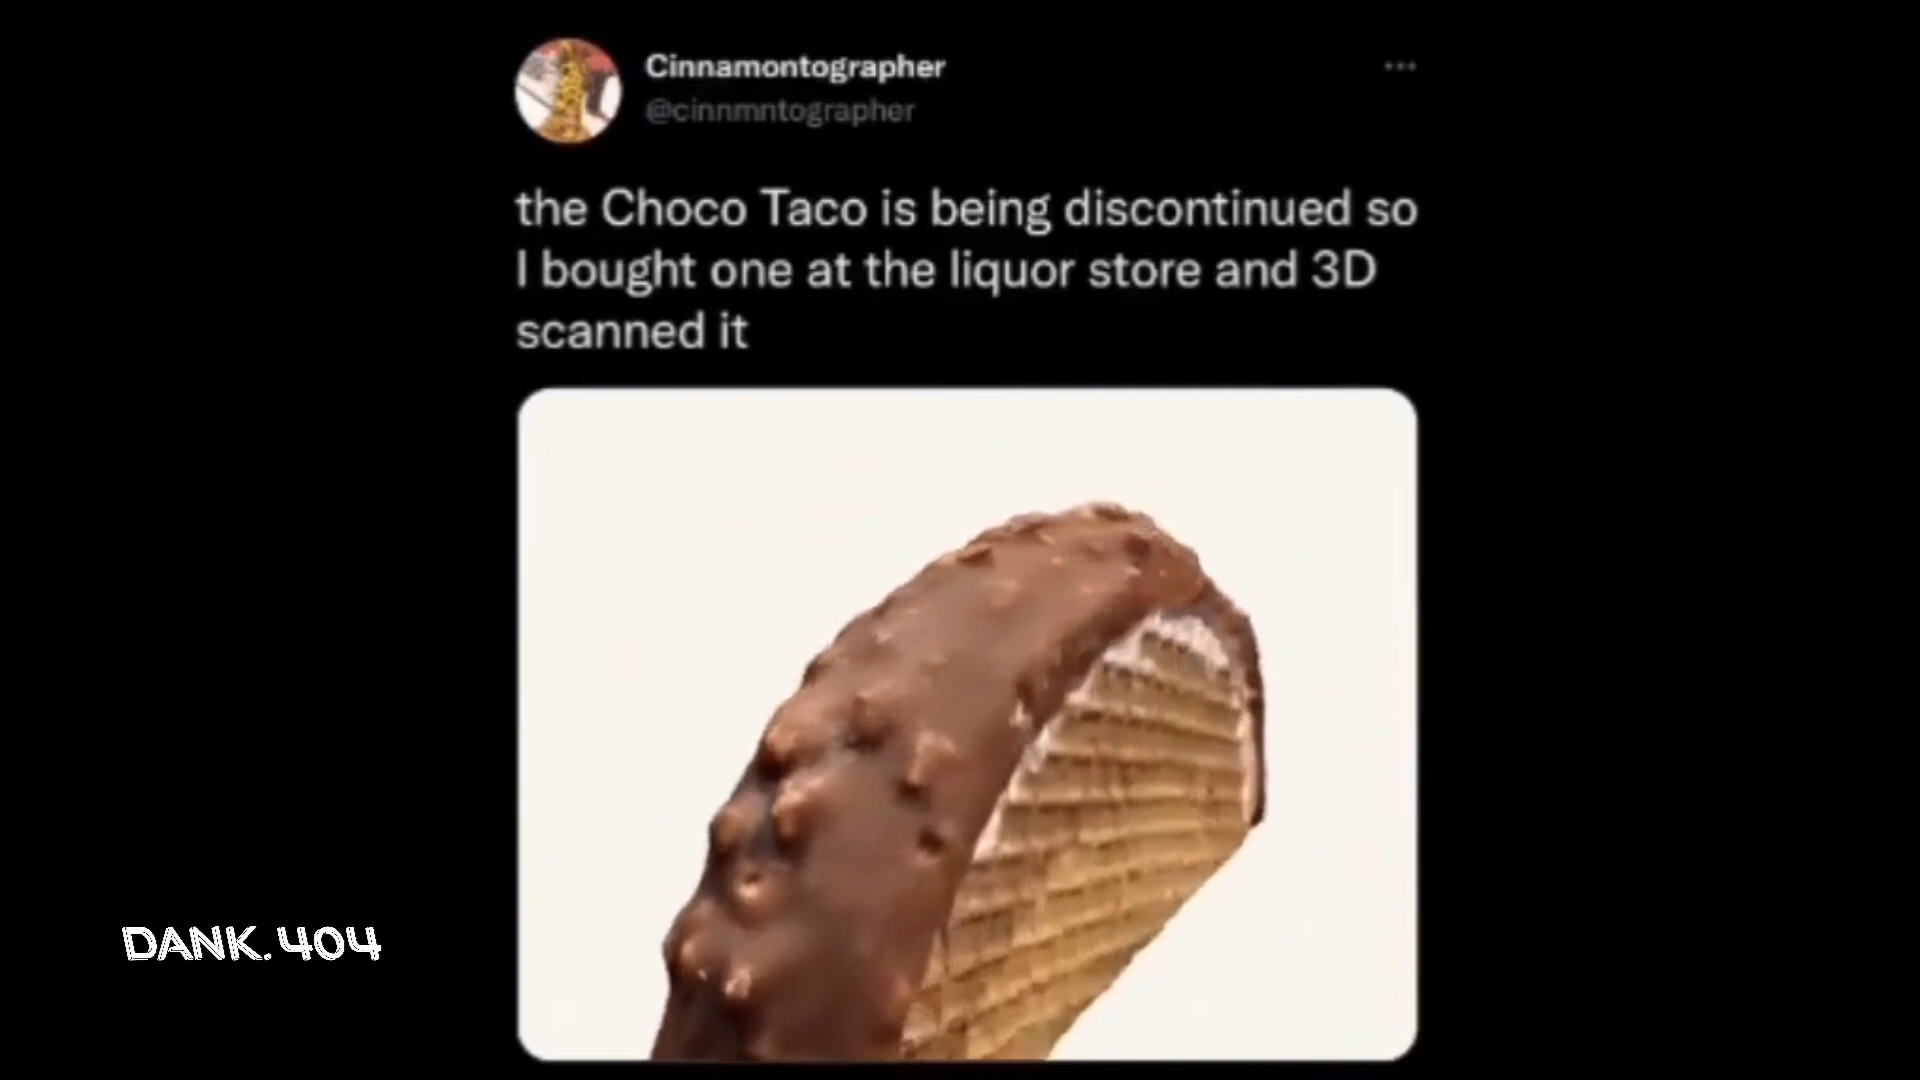 Cinnamontographer
@cinnmntographer
the Choco Taco is being discontinued so
I bought one at the liquor store and 3D
scanned it
DANK.404